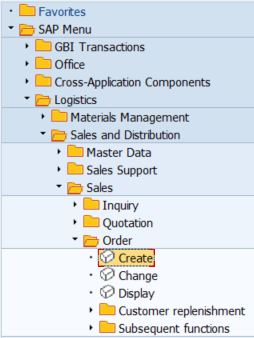 Favorites
SAP Menu
GBI Transactions
Office
Cross-Application Components
Logistics
Materials Management
Sales and Distribution
Master Data
Sales Support
Sales
Inquiry
Quotation
Order
Create
Change
Display
Customer replenishment
Subsequent functions